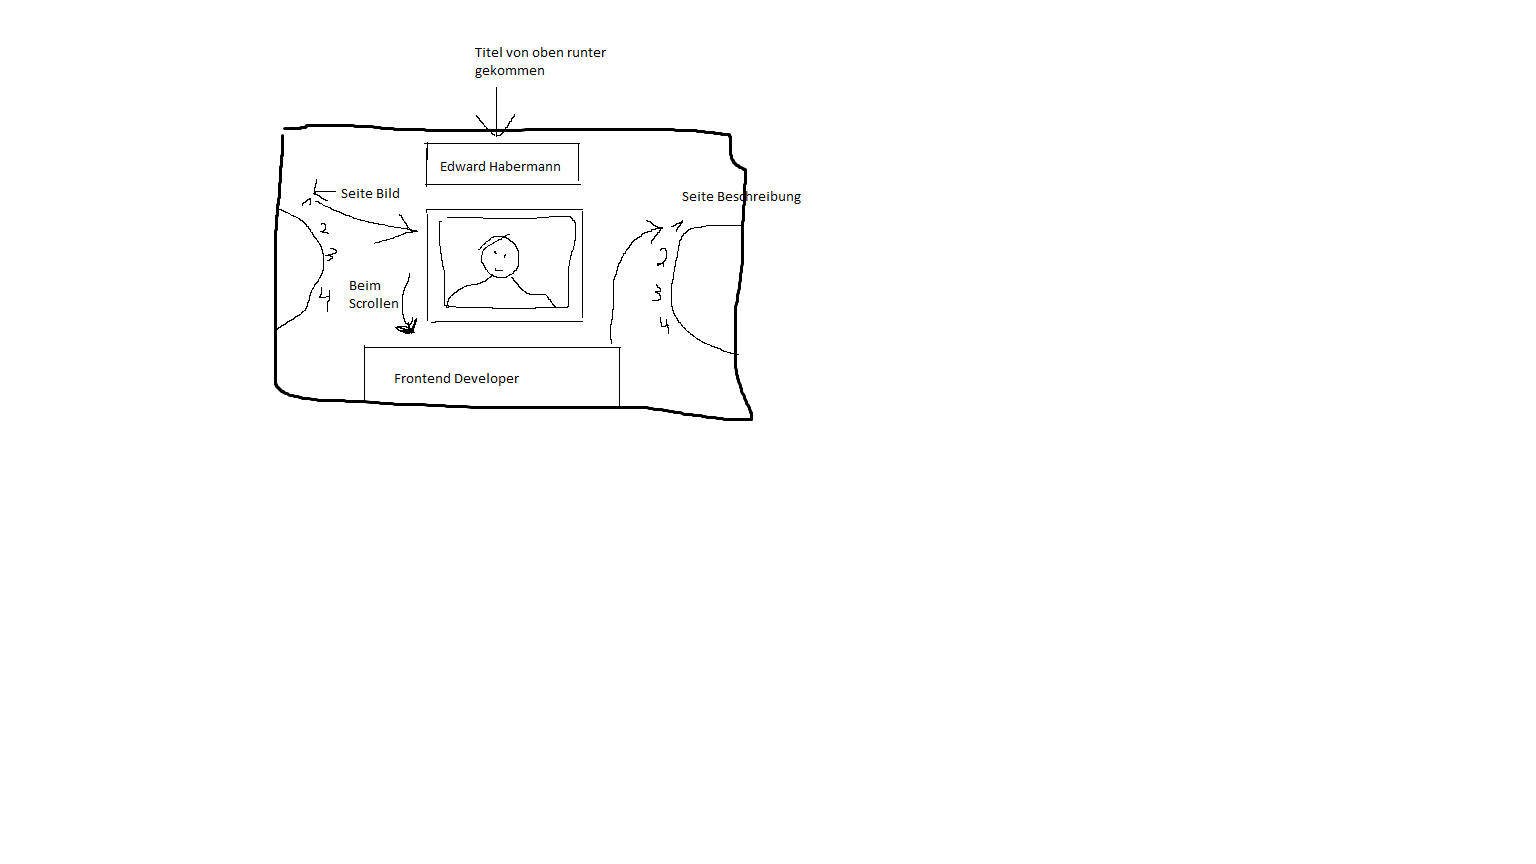 Titel von oben runter
gekommen
Edward Habermann
Seite Bild
Seite Beschreibung
1
2
3
4
1
2
3
4
Beim
Scrollen
Frontend Developer